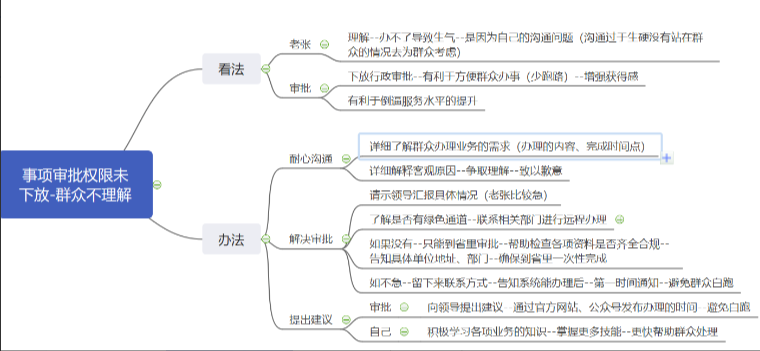 事项审批权限未
下放-群众不理解
看法
老张
理解--办不了导致生气--是因为自己的沟通问题（沟通过于生硬没有站在群
众的情况去为群众考虑）
审批
下放行政审批--有利于方便群众办事（少跑路）--增强获得感
有利于倒逼服务水平的提升
办法
耐心沟通
详细了解群众办理业务的需求（办理的内容、完成时间点）
详细解释客观原因--争取理解--致以歉意
解决审批
请示领导汇报具体情况（老张比较急）
了解是否有绿色通道--联系相关部门进行远程办理
如果没有--只能到省里审批--帮助检查各项资料是否齐全合规--
告知具体单位地址、部门--确保到省里一次性完成
如不急--留下来联系方式--告知系统能办理后--第一时间通知--避免群众白跑
提出建议
审批
向领导提出建议--通过官方网站、公众号发布办理的时间--避免白跑
自己
积极学习各项业务的知识--掌握更多技能--更快帮助群众处理